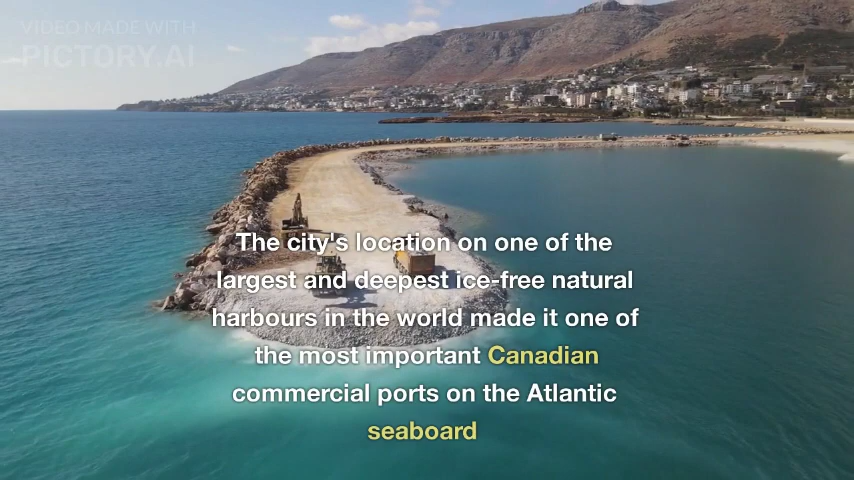 VIDEO MADE WITH
PICTORY.AI
The city's location on one of the
largest and deepest ice-free natural
harbours in the world made it one of
the most important Canadian
commercial ports on the Atlantic
seaboard